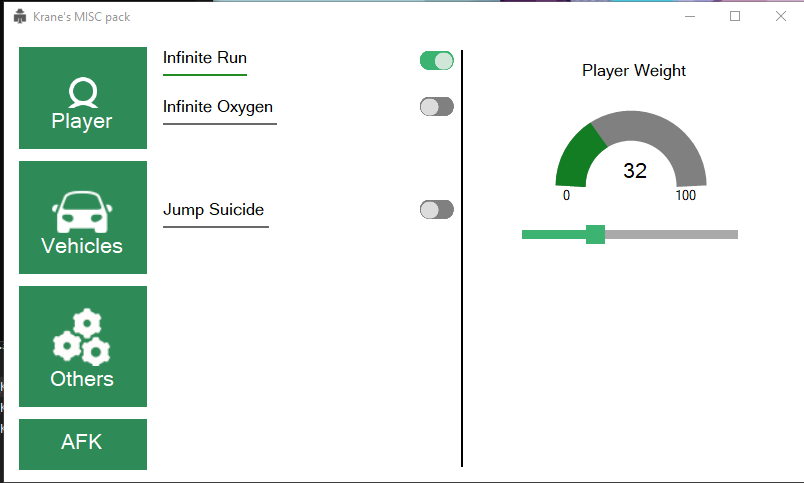 Krane's MISC pack
Player
Vehicles
Others
AFK
Infinite Run
Infinite Oxygen
Jump Suicide
Player Weight
32
0
100